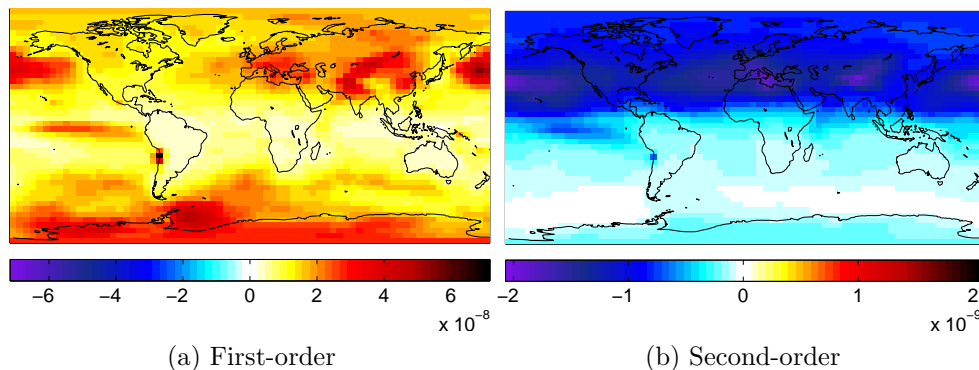 −6 −4 −2 0 2 4 6
x 10⁻⁸
(a) First-order
−2 −1 0 1 2
x 10⁻⁹
(b) Second-order